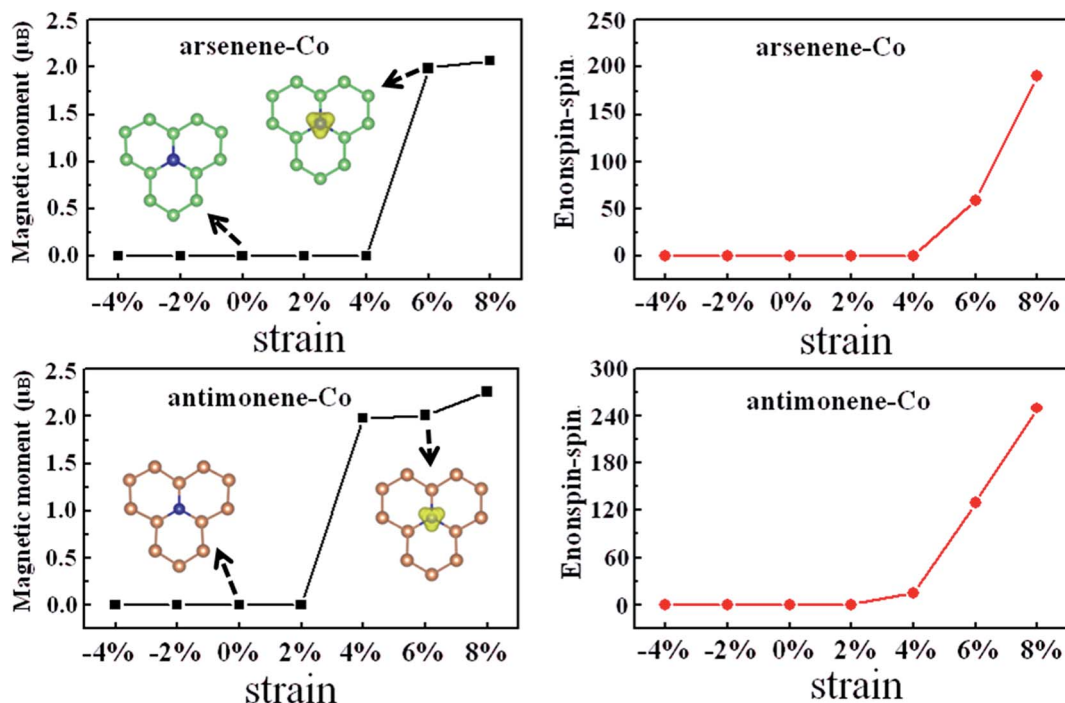 Magnetic moment (μB)
2.5
2.0
1.5
1.0
0.5
0.0
arsenene-Co
-4% -2% 0% 2% 4% 6% 8%
strain
Enonspin-spin
250
200
150
100
50
0
arsenene-Co
-4% -2% 0% 2% 4% 6% 8%
strain
Magnetic moment (μB)
2.5
2.0
1.5
1.0
0.5
0.0
antimonene-Co
-4% -2% 0% 2% 4% 6% 8%
strain
Enonspin-spin
300
240
180
120
60
0
antimonene-Co
-4% -2% 0% 2% 4% 6% 8%
strain